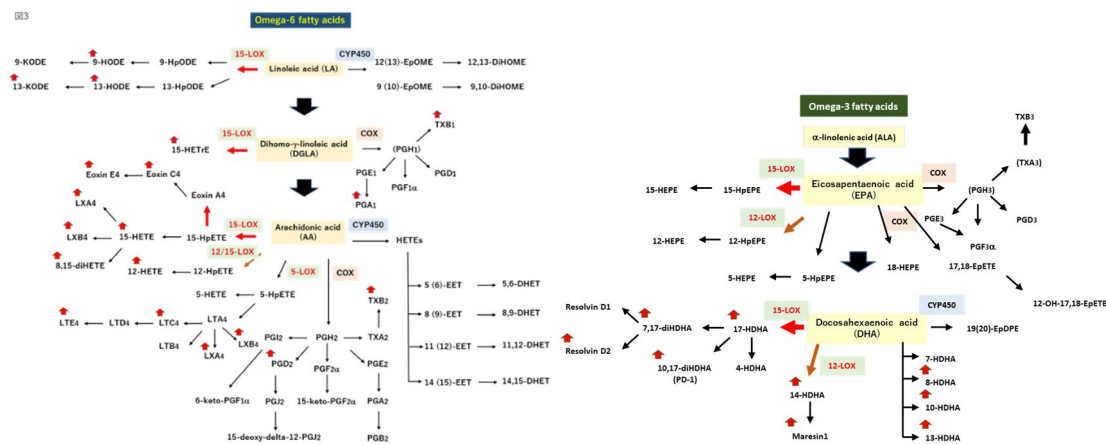 図3
Omega-6 fatty acids
15-LOX
CYP450
9-KODE
9-HODE
9-HpODE
Linoleic acid (LA)
12(13)-EpOME
12,13-DiHOME
13-KODE
13-HODE
13-HpODE
9 (10)-EpOME
9,10-DiHOME
TXB1
15-LOX
COX
15-HETrE
Dihomo-γ-linoleic acid
(DGLA)
(PGH1)
Eoxin E4
Eoxin C4
PGE1
PGD1
PGF1α
LXA4
Eoxin A4
PGA1
15-LOX
Arachidonic acid
(AA)
CYP450
LXB4
15-HETE
15-HpETE
HETEs
12/15-LOX
8,15-diHETE
12-HETE
12-HpETE
5-LOX
COX
5-HETE
5-HpETE
TXB2
5 (6)-EET
5,6-DHET
LTE4
LTD4
LTC4
LTA4
8 (9)-EET
8,9-DHET
LTB4
LXA4
LXB4
PGI2
PGH2
TXA2
11 (12)-EET
11,12-DHET
PGD2
PGF2α
PGE2
14 (15)-EET
14,15-DHET
6-keto-PGF1α
PGJ2
15-keto-PGF2α
PGA2
15-deoxy-delta-12-PGJ2
PGB2
Omega-3 fatty acids
TXB3
α-linolenic acid (ALA)
(TXA3)
15-LOX
COX
15-HEPE
15-HpEPE
Eicosapentaenoic acid
(EPA)
(PGH3)
12-LOX
COX
PGE3
PGD3
12-HEPE
12-HpEPE
PGF3α
5-HEPE
5-HpEPE
18-HEPE
17,18-EpETE
12-OH-17,18-EpETE
Resolvin D1
15-LOX
CYP450
7,17-diHDHA
17-HDHA
Docosahexaenoic acid
(DHA)
19(20)-EpDPE
Resolvin D2
10,17-diHDHA
(PD-1)
4-HDHA
12-LOX
7-HDHA
8-HDHA
14-HDHA
10-HDHA
Maresin1
13-HDHA